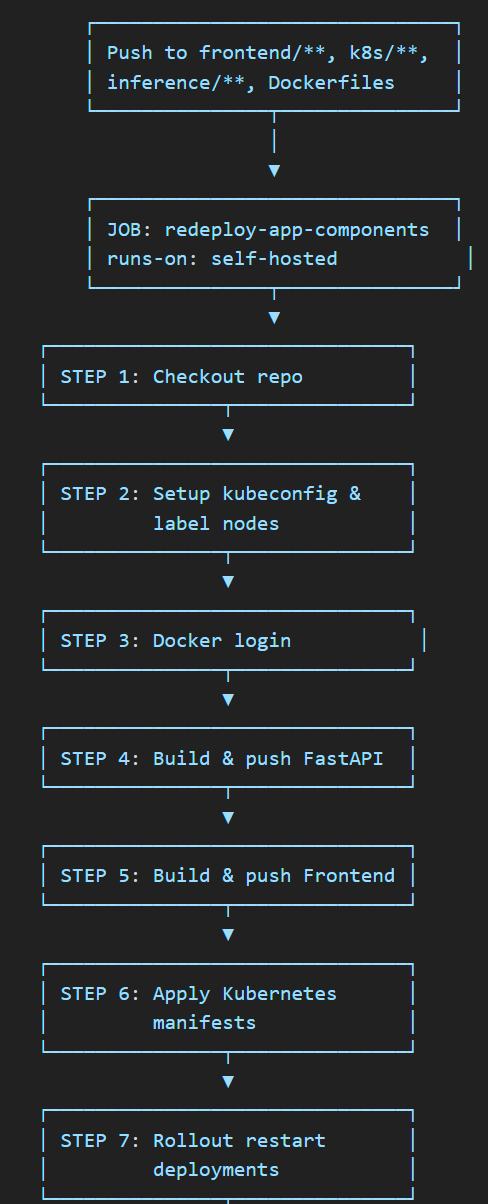 Push to frontend/**, k8s/**,
inference/**, Dockerfiles
JOB: redeploy-app-components
runs-on: self-hosted
STEP 1: Checkout repo
STEP 2: Setup kubeconfig &
label nodes
STEP 3: Docker login
STEP 4: Build & push FastAPI
STEP 5: Build & push Frontend
STEP 6: Apply Kubernetes
manifests
STEP 7: Rollout restart
deployments